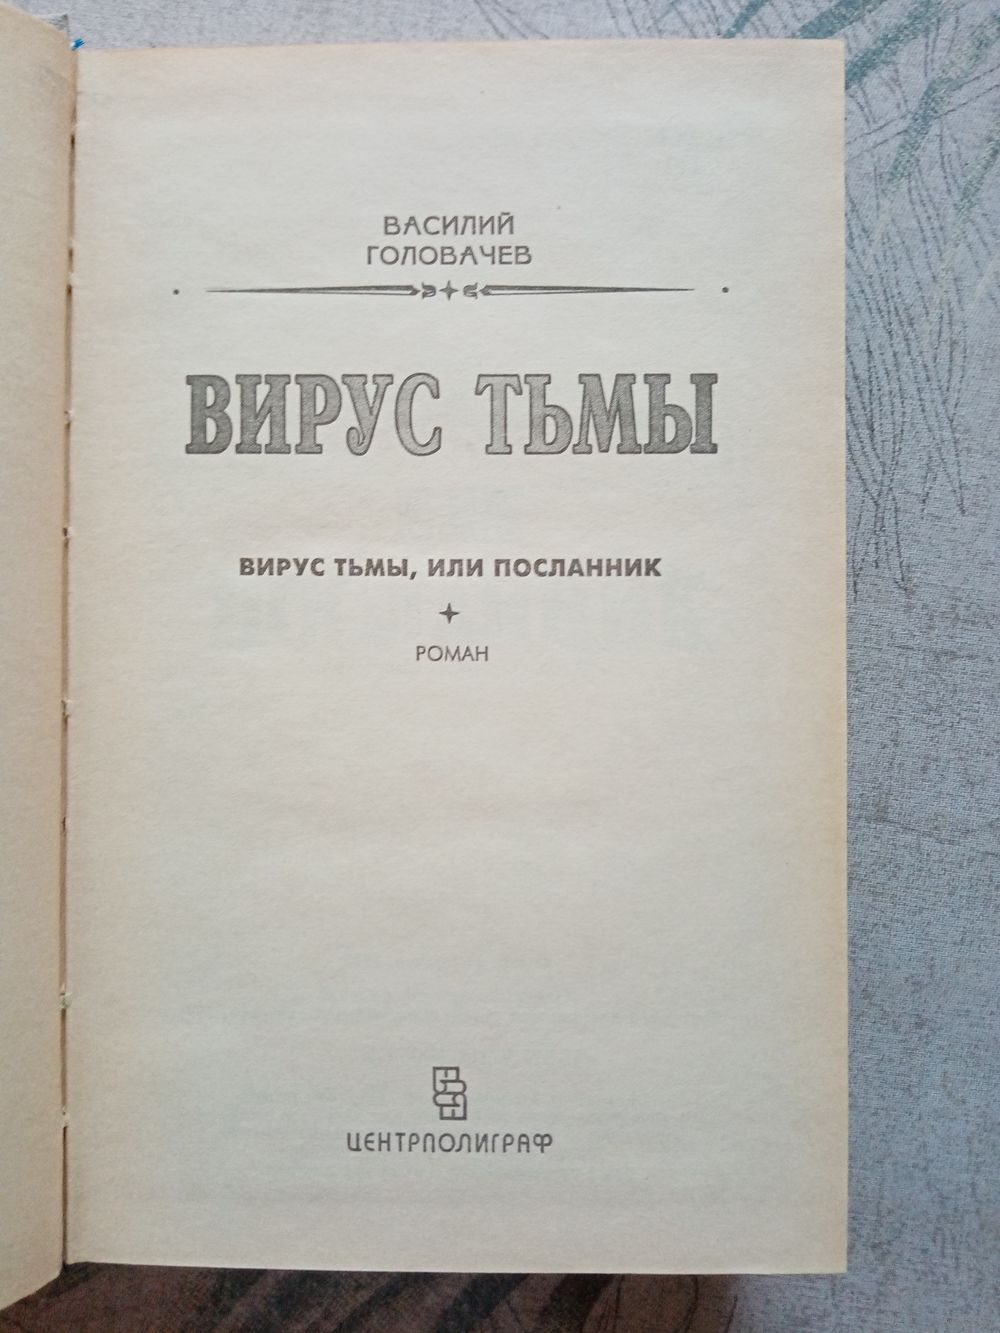 ВАСИЛИЙ
ГОЛОВАЧЕВ
ВИРУС ТЬМЫ
ВИРУС ТЬМЫ, ИЛИ ПОСЛАННИК
РОМАН
ЦЕНТРПОЛИГРАФ